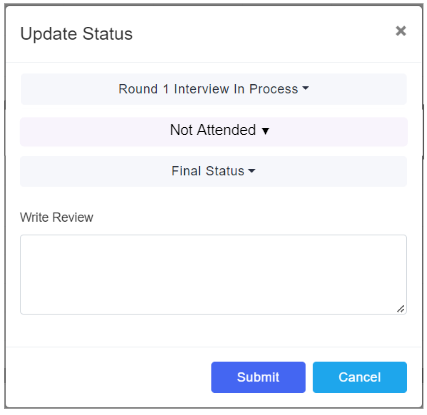 Update Status
Round 1 Interview In Process
Not Attended
Final Status
Write Review
Submit
Cancel